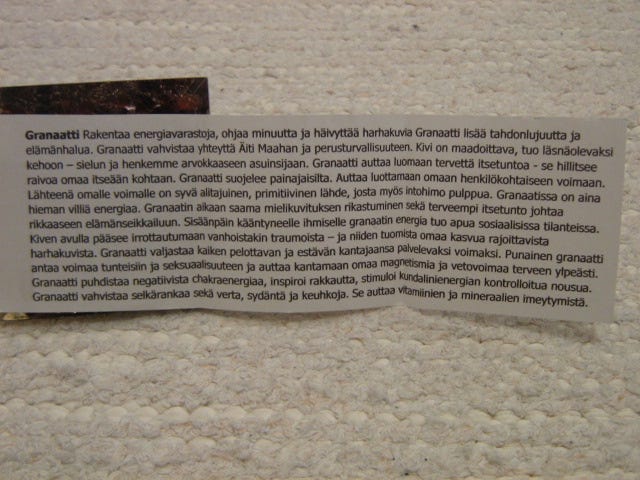 Granaatti Rakentaa energiavarastoja, ohjaa minuutta ja häivyttää harhakuvia Granaatti lisää tahdonlujuutta ja
elämänhalua. Granaatti vahvistaa yhteyttä Äiti Maahan ja perusturvallisuuteen. Kivi on maadoittava, tuo läsnäolevaksi
kehoon – sielun ja henkemme arvokkaaseen asuinsijaan. Granaatti auttaa luomaan tervettä itsetuntoa - se hillitsee
raivoa omaa itseään kohtaan. Granaatti suojelee painajaisilta. Auttaa luottamaan omaan henkilökohtaiseen voimaan.
Lähteenä omalle voimalle on syvä alitajuinen, primitiivinen lähde, josta myös intohimo pulppua. Granaatissa on aina
hieman villiä energiaa. Granaatin aikaan saama mielikuvituksen rikastuminen sekä terveempi itsetunto johtaa
rikkaaseen elämänseikkailuun. Sisäänpäin kääntyneelle ihmiselle granaatin energia tuo apua sosiaalisissa tilanteissa.
Kiven avulla pääsee irrottautumaan vanhoistakin traumoista – ja niiden tuomista omaa kasvua rajoittavista
harhakuvista. Granaatti valjastaa kaiken pelottavan ja estävän kantajaansa palvelevaksi voimaksi. Punainen granaatti
antaa voimaa tunteisiin ja seksuaalisuuteen ja auttaa kantamaan omaa magnetismia ja vetovoimaa terveen ylpeästi.
Granaatti puhdistaa negatiivista chakraenergiaa, inspiroi rakkautta, stimuloi kundalinienergian kontrolloitua nousua.
Granaatti vahvistaa selkärankaa sekä verta, sydäntä ja keuhkoja. Se auttaa vitamiinien ja mineraalien imeytymistä.